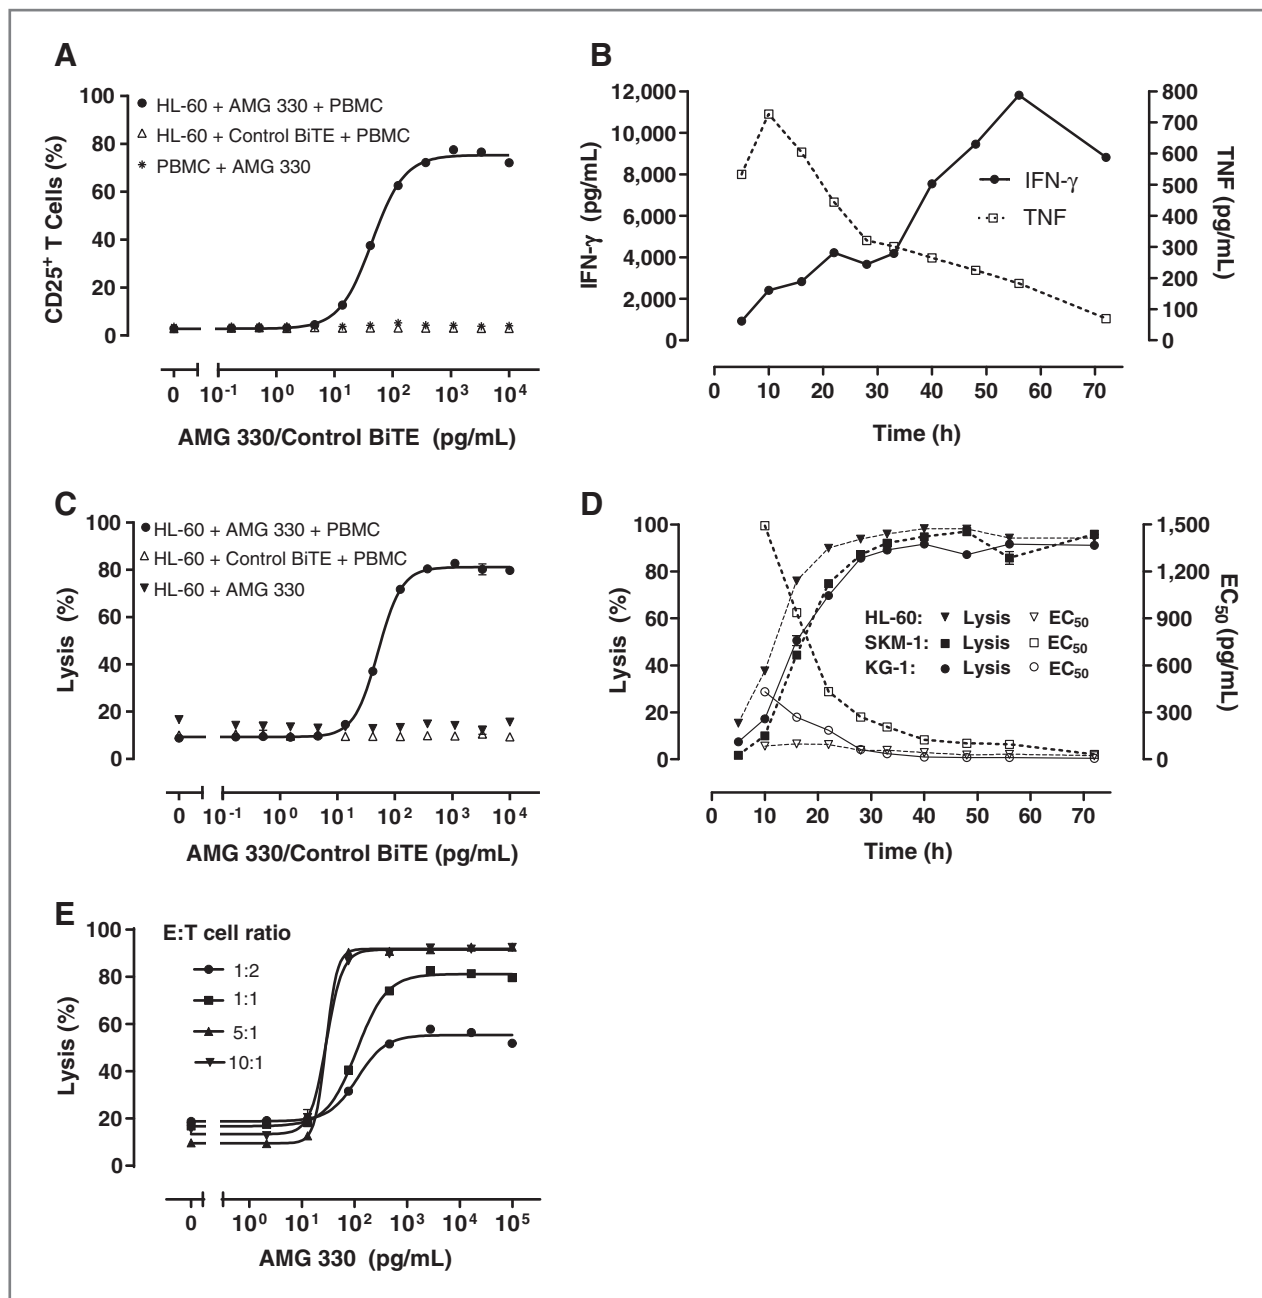 A
CD25+ T Cells (%)
100
80
60
40
20
0
HL-60 + AMG 330 + PBMC
HL-60 + Control BiTE + PBMC
PBMC + AMG 330
0 10-1 100 101 102 103 104
AMG 330/Control BiTE (pg/mL)
B
IFN-γ (pg/mL)
12,000
10,000
8,000
6,000
4,000
2,000
0
IFN-γ
TNF
800
700
600
500
400
300
200
100
0
TNF (pg/mL)
0 10 20 30 40 50 60 70
Time (h)
C
Lysis (%)
100
80
60
40
20
0
HL-60 + AMG 330 + PBMC
HL-60 + Control BiTE + PBMC
HL-60 + AMG 330
0 10-1 100 101 102 103 104
AMG 330/Control BiTE (pg/mL)
D
Lysis (%)
100
80
60
40
20
0
HL-60: Lysis EC50
SKM-1: Lysis EC50
KG-1: Lysis EC50
1,500
1,200
900
600
300
0
EC50 (pg/mL)
0 10 20 30 40 50 60 70
Time (h)
E
Lysis (%)
100
80
60
40
20
0
E:T cell ratio
1:2
1:1
5:1
10:1
0 100 101 102 103 104 105
AMG 330 (pg/mL)